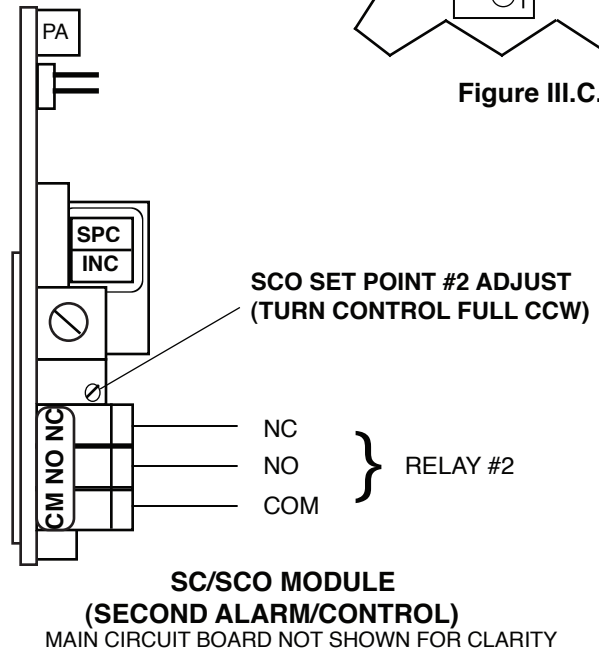 PA
Figure III.C.
SPC
INC
SCO SET POINT #2 ADJUST
(TURN CONTROL FULL CCW)
CM NO NC
NC
NO
COM
RELAY #2
SC/SCO MODULE
(SECOND ALARM/CONTROL)
MAIN CIRCUIT BOARD NOT SHOWN FOR CLARITY